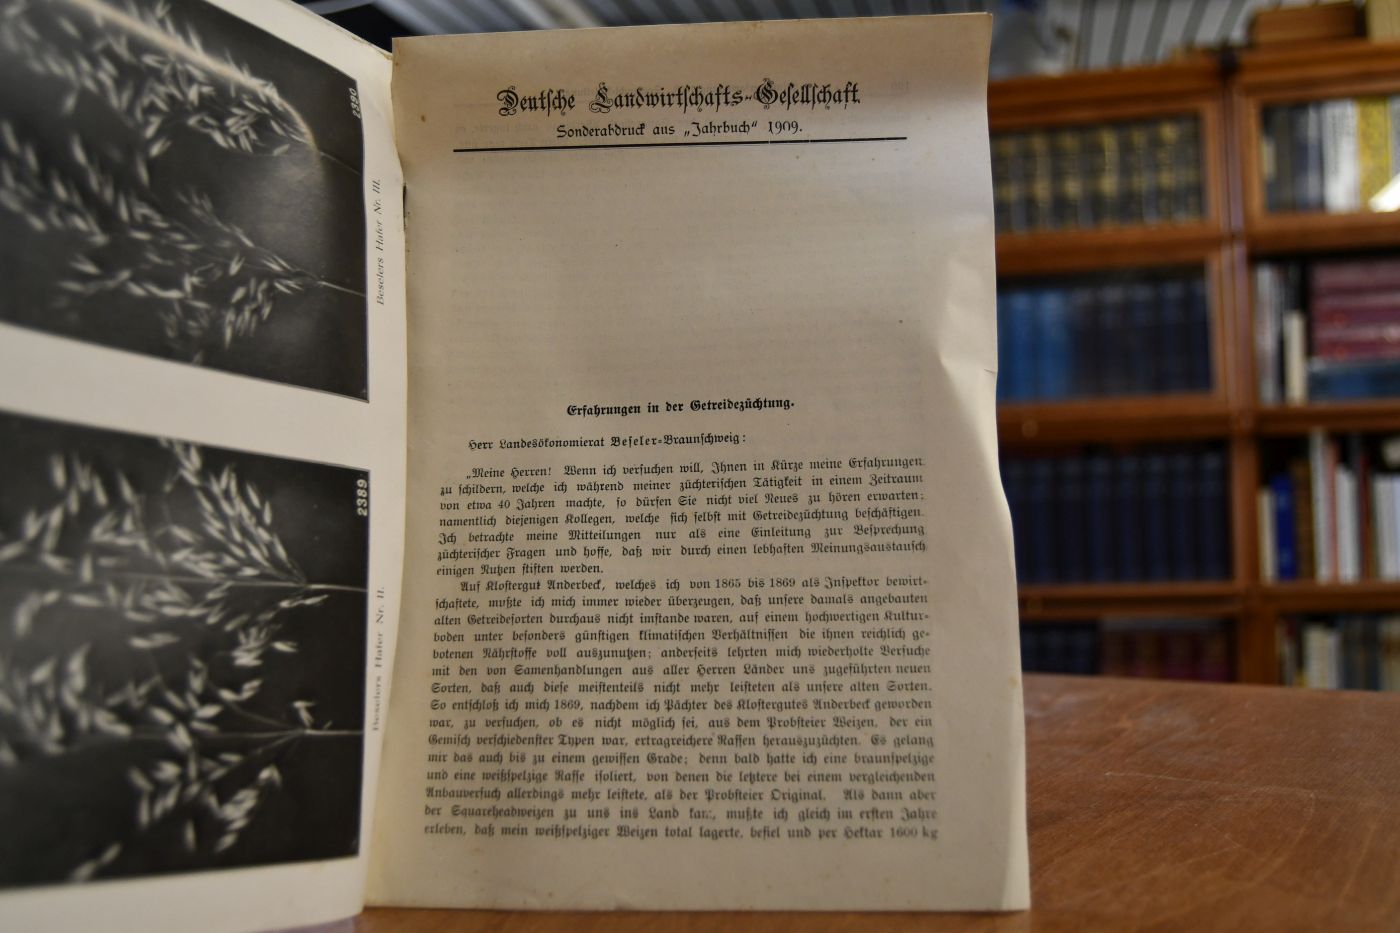 2390
Beselers Hafer Nr. III.
2389
Beselers Hafer Nr. II.
Deutsche Landwirtschafts-Gesellschaft.
Sonderabdruck aus „Jahrbuch“ 1909.
Erfahrungen in der Getreidezüchtung.
Herr Landesökonomierat Beseler-Braunschweig:
„Meine Herren! Wenn ich versuchen will, Ihnen in Kürze meine Erfahrungen
zu schildern, welche ich während meiner züchterischen Tätigkeit in einem Zeitraum
von etwa 40 Jahren machte, so dürfen Sie nicht viel Neues zu hören erwarten;
namentlich diejenigen Kollegen, welche sich selbst mit Getreidezüchtung beschäftigen.
Ich betrachte meine Mitteilungen nur als eine Einleitung zur Besprechung
züchterischer Fragen und hoffe, daß wir durch einen lebhaften Meinungsaustausch
einigen Nutzen stiften werden.
Auf Klostergut Anderbeck, welches ich von 1865 bis 1869 als Inspektor bewirt-
schaftete, mußte ich mich immer wieder überzeugen, daß unsere damals angebauten
alten Getreidesorten durchaus nicht imstande waren, auf einem hochwertigen Kultur-
boden unter besonders günstigen klimatischen Verhältnissen die ihnen reichlich ge-
botenen Nährstoffe voll auszunutzen; anderseits lehrten mich wiederholte Versuche
mit den von Samenhandlungen aus aller Herren Länder uns zugeführten neuen
Sorten, daß auch diese meistenteils nicht mehr leisteten als unsere alten Sorten.
So entschloß ich mich 1869, nachdem ich Pächter des Klostergutes Anderbeck geworden
war, zu versuchen, ob es nicht möglich sei, aus dem Probsteier Weizen, der ein
Gemisch verschiedenster Typen war, ertragreichere Rassen herauszuzüchten. Es gelang
mir das auch bis zu einem gewissen Grade; denn bald hatte ich eine braunspelzige
und eine weißspelzige Rasse isoliert, von denen die letztere bei einem vergleichenden
Anbauversuch allerdings mehr leistete, als der Probsteier Original. Als dann aber
der Squareheadweizen zu uns ins Land kam, mußte ich gleich im ersten Jahre
erleben, daß mein weißspelziger Weizen total lagerte, befiel und per Hektar 1600 kg